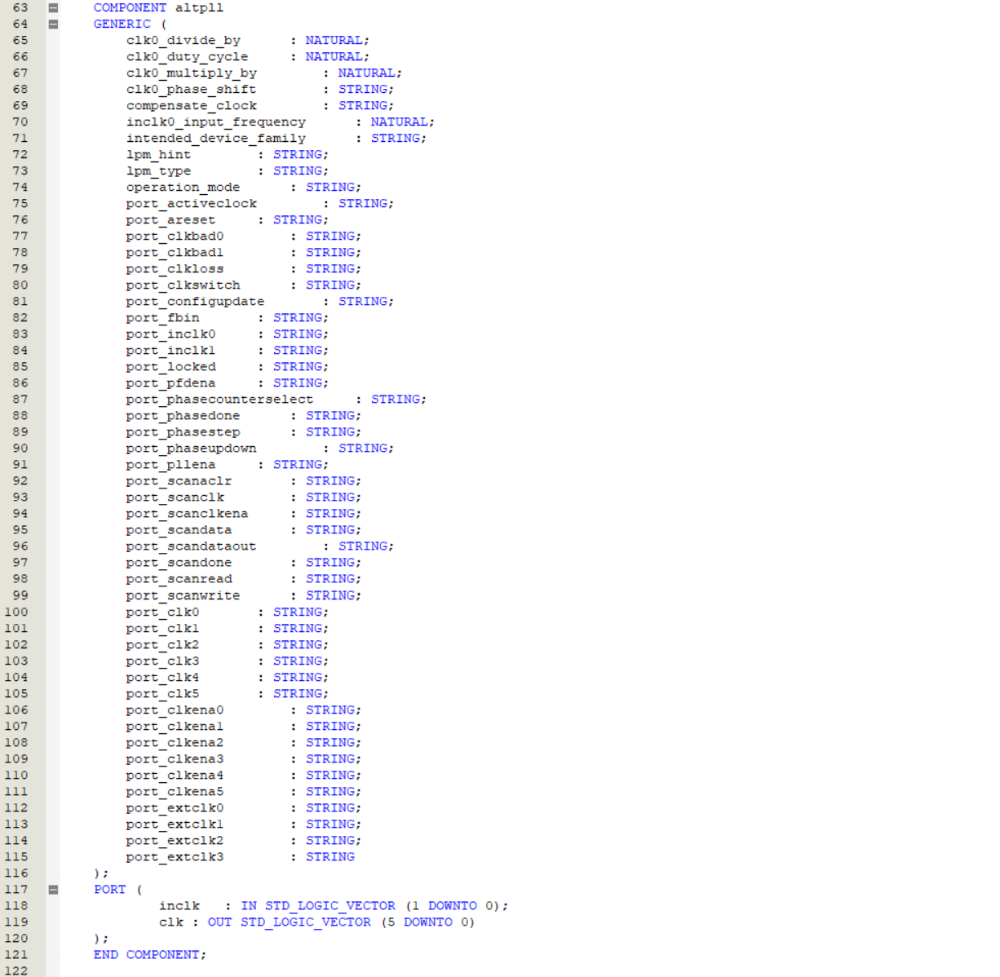 63 COMPONENT altpll
64 GENERIC (
65 clk0_divide_by : NATURAL;
66 clk0_duty_cycle : NATURAL;
67 clk0_multiply_by : NATURAL;
68 clk0_phase_shift : STRING;
69 compensate_clock : STRING;
70 inclk0_input_frequency : NATURAL;
71 intended_device_family : STRING;
72 lpm_hint : STRING;
73 lpm_type : STRING;
74 operation_mode : STRING;
75 port_activeclock : STRING;
76 port_areset : STRING;
77 port_clkbad0 : STRING;
78 port_clkbad1 : STRING;
79 port_clkloss : STRING;
80 port_clkswitch : STRING;
81 port_configupdate : STRING;
82 port_fbin : STRING;
83 port_inclk0 : STRING;
84 port_inclk1 : STRING;
85 port_locked : STRING;
86 port_pfdena : STRING;
87 port_phasecounterselect : STRING;
88 port_phasedone : STRING;
89 port_phasestep : STRING;
90 port_phaseupdown : STRING;
91 port_pllena : STRING;
92 port_scanaclr : STRING;
93 port_scanclk : STRING;
94 port_scanclkena : STRING;
95 port_scandata : STRING;
96 port_scandataout : STRING;
97 port_scandone : STRING;
98 port_scanread : STRING;
99 port_scanwrite : STRING;
100 port_clk0 : STRING;
101 port_clk1 : STRING;
102 port_clk2 : STRING;
103 port_clk3 : STRING;
104 port_clk4 : STRING;
105 port_clk5 : STRING;
106 port_clkena0 : STRING;
107 port_clkena1 : STRING;
108 port_clkena2 : STRING;
109 port_clkena3 : STRING;
110 port_clkena4 : STRING;
111 port_clkena5 : STRING;
112 port_extclk0 : STRING;
113 port_extclk1 : STRING;
114 port_extclk2 : STRING;
115 port_extclk3 : STRING
116 );
117 PORT (
118 inclk : IN STD_LOGIC_VECTOR (1 DOWNTO 0);
119 clk : OUT STD_LOGIC_VECTOR (5 DOWNTO 0)
120 );
121 END COMPONENT;
122